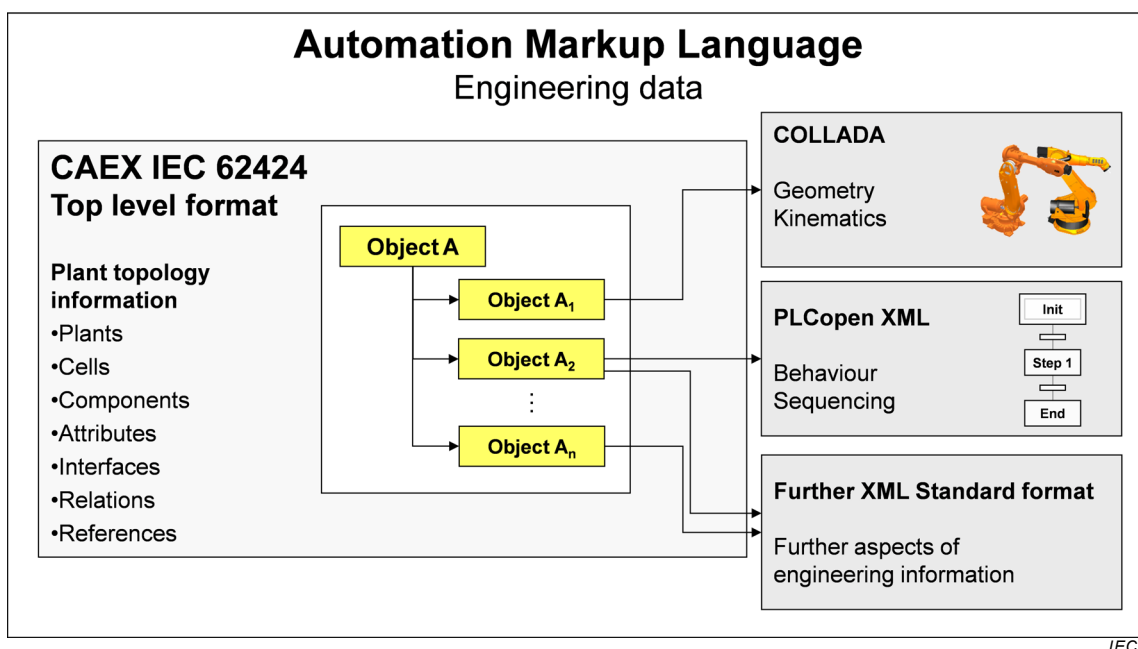 Automation Markup Language
Engineering data
CAEX IEC 62424
Top level format
Plant topology
information
•Plants
•Cells
•Components
•Attributes
•Interfaces
•Relations
•References
Object A
Object A₁
Object A₂
⋮
Object Aₙ
COLLADA
Geometry
Kinematics
PLCopen XML
Behaviour
Sequencing
Init
Step 1
End
Further XML Standard format
Further aspects of
engineering information
IEC